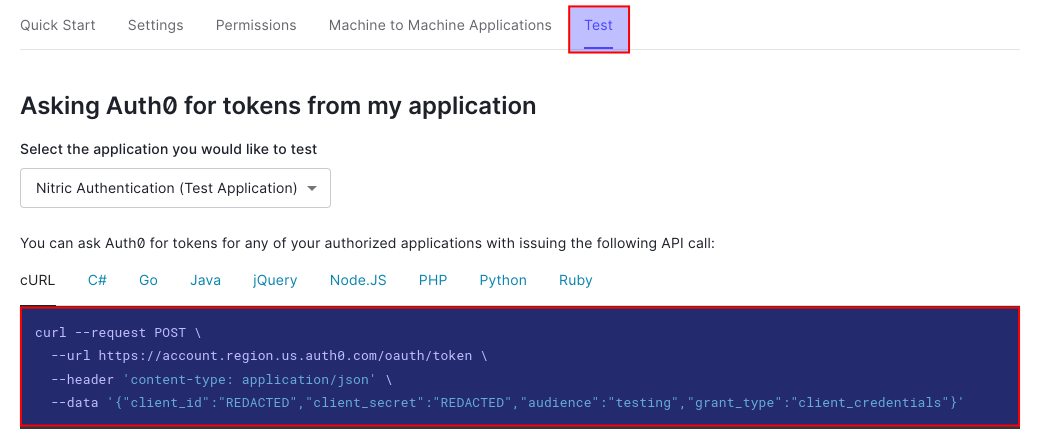 Quick Start Settings Permissions Machine to Machine Applications Test
Asking Auth0 for tokens from my application
Select the application you would like to test
Nitric Authentication (Test Application)
You can ask Auth0 for tokens for any of your authorized applications with issuing the following API call:
cURL C# Go Java jQuery Node.JS PHP Python Ruby
curl --request POST \
  --url https://account.region.us.auth0.com/oauth/token \
  --header 'content-type: application/json' \
  --data '{"client_id":"REDACTED","client_secret":"REDACTED","audience":"testing","grant_type":"client_credentials"}'